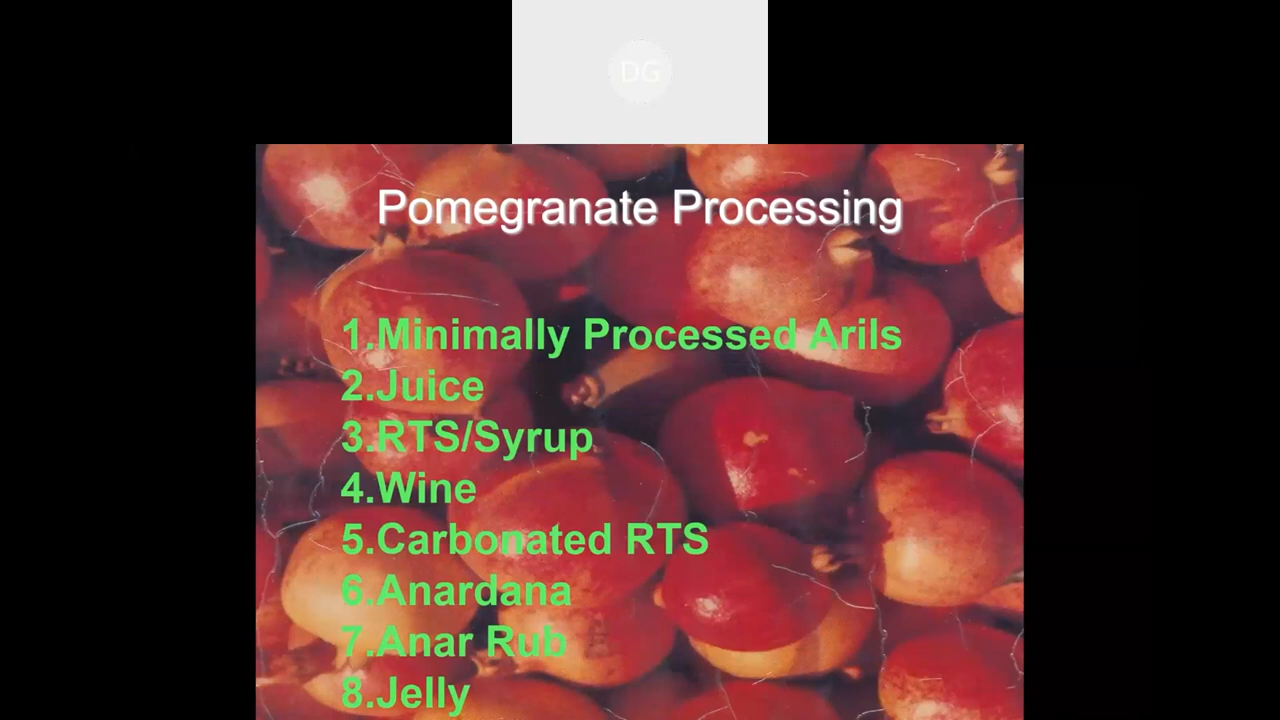 DG
Pomegranate Processing
1.Minimally Processed Arils
2.Juice
3.RTS/Syrup
4.Wine
5.Carbonated RTS
6.Anardana
7.Anar Rub
8.Jelly